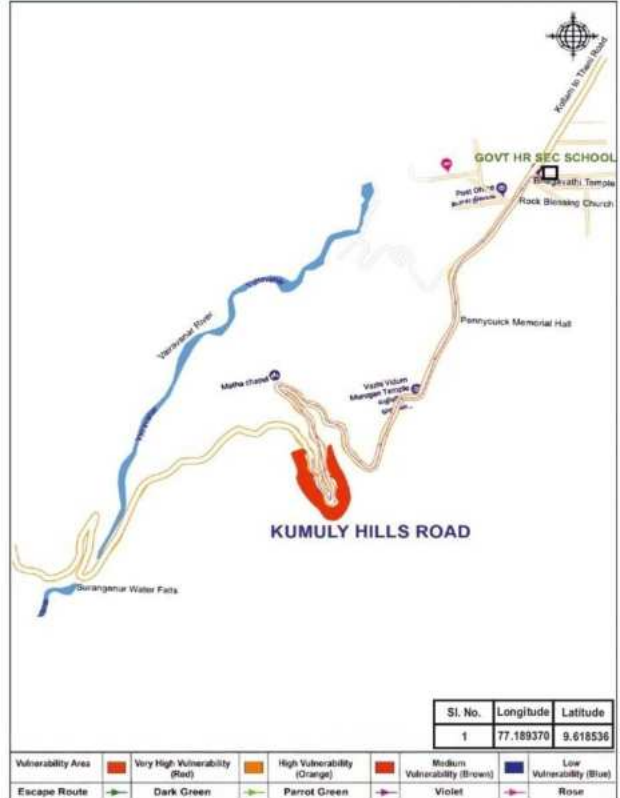 Kollam to Theni Road
GOVT HR SEC SCHOOL
Bhagavathi Temple
Post Office
Rock Blessing Church
Vairavanar
Pennycuick Memorial Hall
Vairavanar River
Matha chapel
Vazhi Vidum
Murugan Temple
KUMULY HILLS ROAD
Suranganur Water Falls
Sl. No. Longitude Latitude
1 77.189370 9.618536
Vulnerability Area Very High Vulnerability (Red) High Vulnerability (Orange) Medium Vulnerability (Brown) Low Vulnerability (Blue)
Escape Route Dark Green Parrot Green Violet Rose